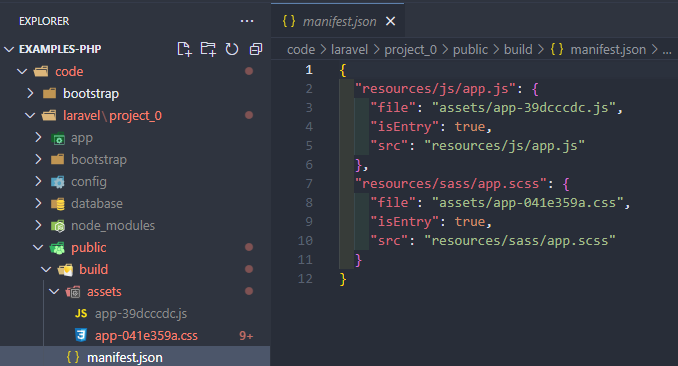 EXPLORER
EXAMPLES-PHP
code
bootstrap
laravel\project_0
app
bootstrap
config
database
node_modules
public
build
assets
JS app-39dcccdc.js
app-041e359a.css 9+
{ } manifest.json
{ } manifest.json ×
code > laravel > project_0 > public > build > { } manifest.json > ...
1 {
2 "resources/js/app.js": {
3 "file": "assets/app-39dcccdc.js",
4 "isEntry": true,
5 "src": "resources/js/app.js"
6 },
7 "resources/sass/app.scss": {
8 "file": "assets/app-041e359a.css",
9 "isEntry": true,
10 "src": "resources/sass/app.scss"
11 }
12 }